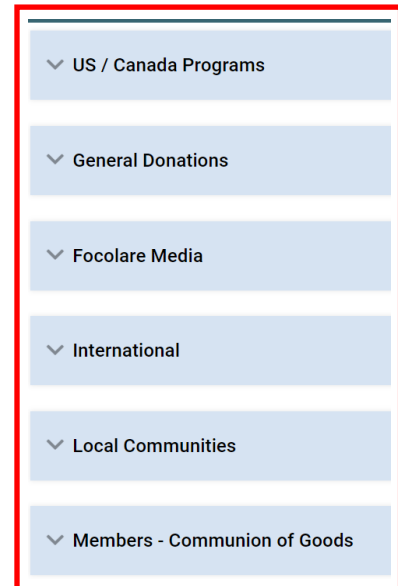 US / Canada Programs
General Donations
Focolare Media
International
Local Communities
Members - Communion of Goods